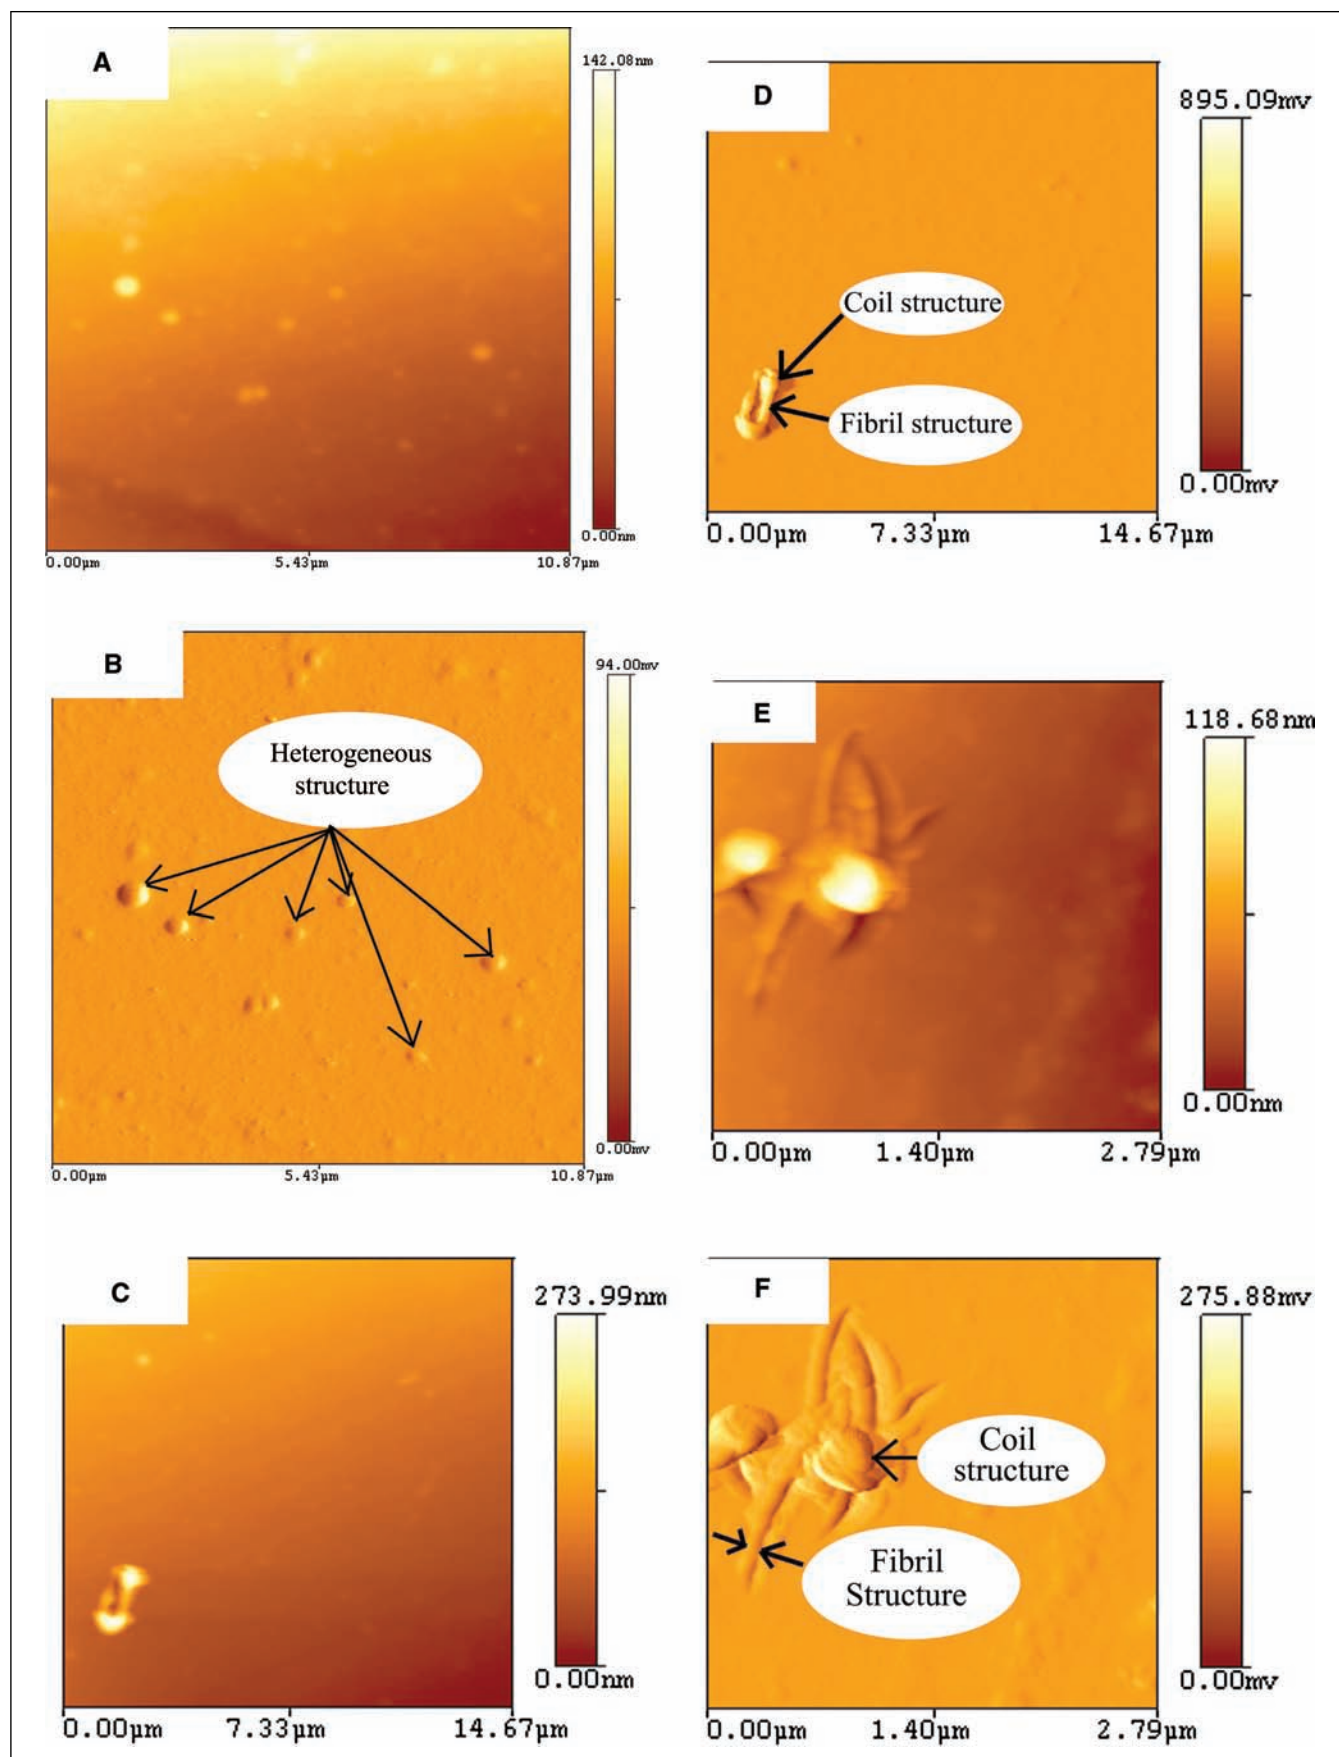 A
142.08nm
0.00nm
0.00µm 5.43µm 10.87µm
B
94.00mv
Heterogeneous
structure
0.00mv
0.00µm 5.43µm 10.87µm
C
273.99nm
0.00nm
0.00µm 7.33µm 14.67µm
D
895.09mv
Coil structure
Fibril structure
0.00mv
0.00µm 7.33µm 14.67µm
E
118.68nm
0.00nm
0.00µm 1.40µm 2.79µm
F
275.88mv
Coil
structure
Fibril
Structure
0.00mv
0.00µm 1.40µm 2.79µm